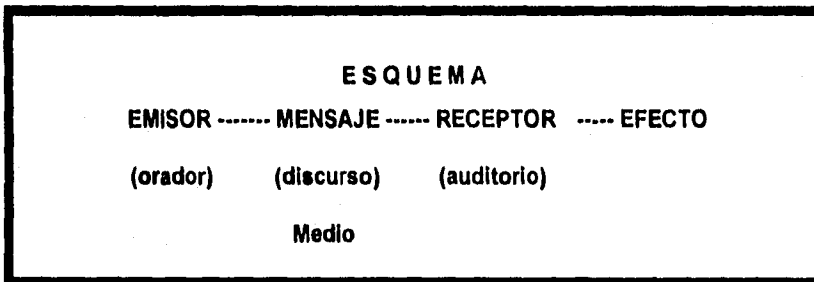 ESQUEMA
EMISOR ------- MENSAJE ------ RECEPTOR ----- EFECTO
(orador) (discurso) (auditorio)
Medio